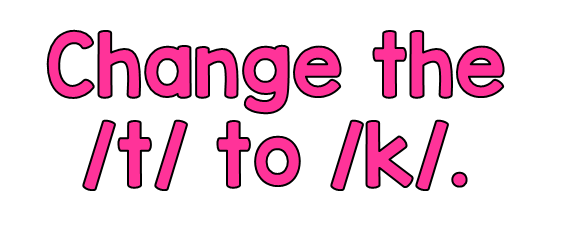 Change the
/t/ to /k/.